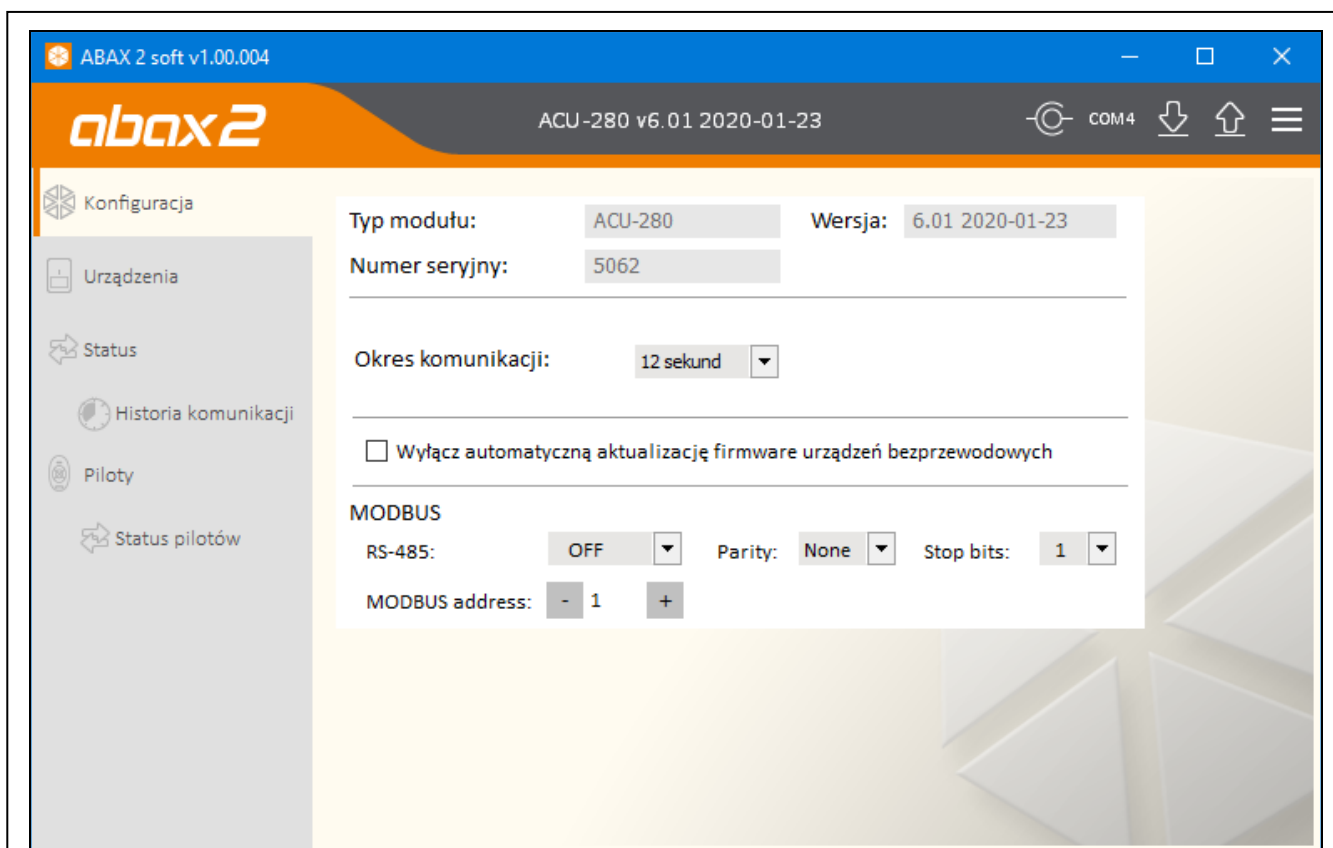 ABAX 2 soft v1.00.004
abax 2
ACU-280 v6.01 2020-01-23
COM4
Konfiguracja
Urządzenia
Status
Historia komunikacji
Piloty
Status pilotów
Typ modułu: ACU-280 Wersja: 6.01 2020-01-23
Numer seryjny: 5062
Okres komunikacji: 12 sekund
Wyłącz automatyczną aktualizację firmware urządzeń bezprzewodowych
MODBUS
RS-485: OFF Parity: None Stop bits: 1
MODBUS address: - 1 +